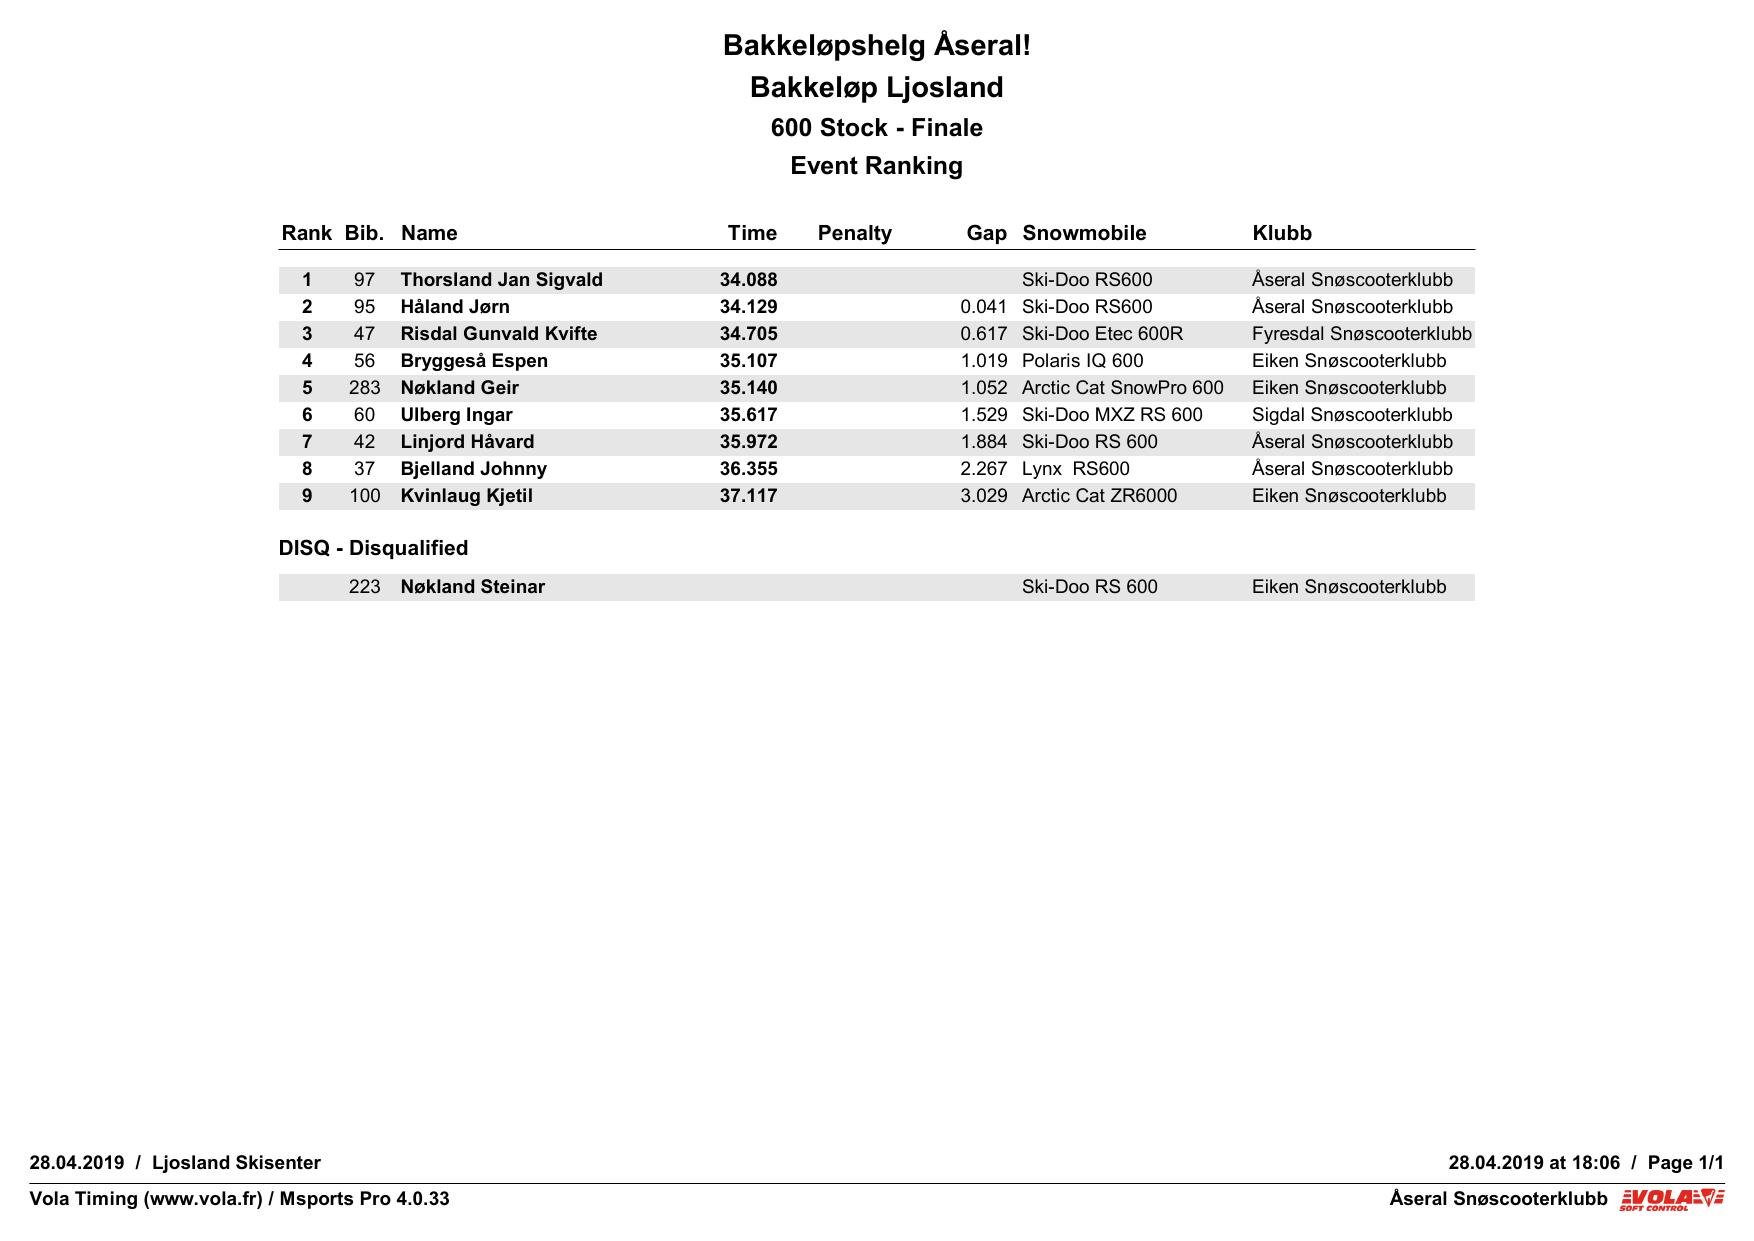 Bakkeløpshelg Åseral!
Bakkeløp Ljosland
600 Stock - Finale
Event Ranking
Rank Bib. Name Time Penalty Gap Snowmobile Klubb
1 97 Thorsland Jan Sigvald 34.088 Ski-Doo RS600 Åseral Snøscooterklubb
2 95 Håland Jørn 34.129 0.041 Ski-Doo RS600 Åseral Snøscooterklubb
3 47 Risdal Gunvald Kvifte 34.705 0.617 Ski-Doo Etec 600R Fyresdal Snøscooterklubb
4 56 Bryggeså Espen 35.107 1.019 Polaris IQ 600 Eiken Snøscooterklubb
5 283 Nøkland Geir 35.140 1.052 Arctic Cat SnowPro 600 Eiken Snøscooterklubb
6 60 Ulberg Ingar 35.617 1.529 Ski-Doo MXZ RS 600 Sigdal Snøscooterklubb
7 42 Linjord Håvard 35.972 1.884 Ski-Doo RS 600 Åseral Snøscooterklubb
8 37 Bjelland Johnny 36.355 2.267 Lynx  RS600 Åseral Snøscooterklubb
9 100 Kvinlaug Kjetil 37.117 3.029 Arctic Cat ZR6000 Eiken Snøscooterklubb
DISQ - Disqualified
223 Nøkland Steinar Ski-Doo RS 600 Eiken Snøscooterklubb
28.04.2019 / Ljosland Skisenter 28.04.2019 at 18:06 / Page 1/1
Vola Timing (www.vola.fr) / Msports Pro 4.0.33 Åseral Snøscooterklubb VOLA
SOFT CONTROL